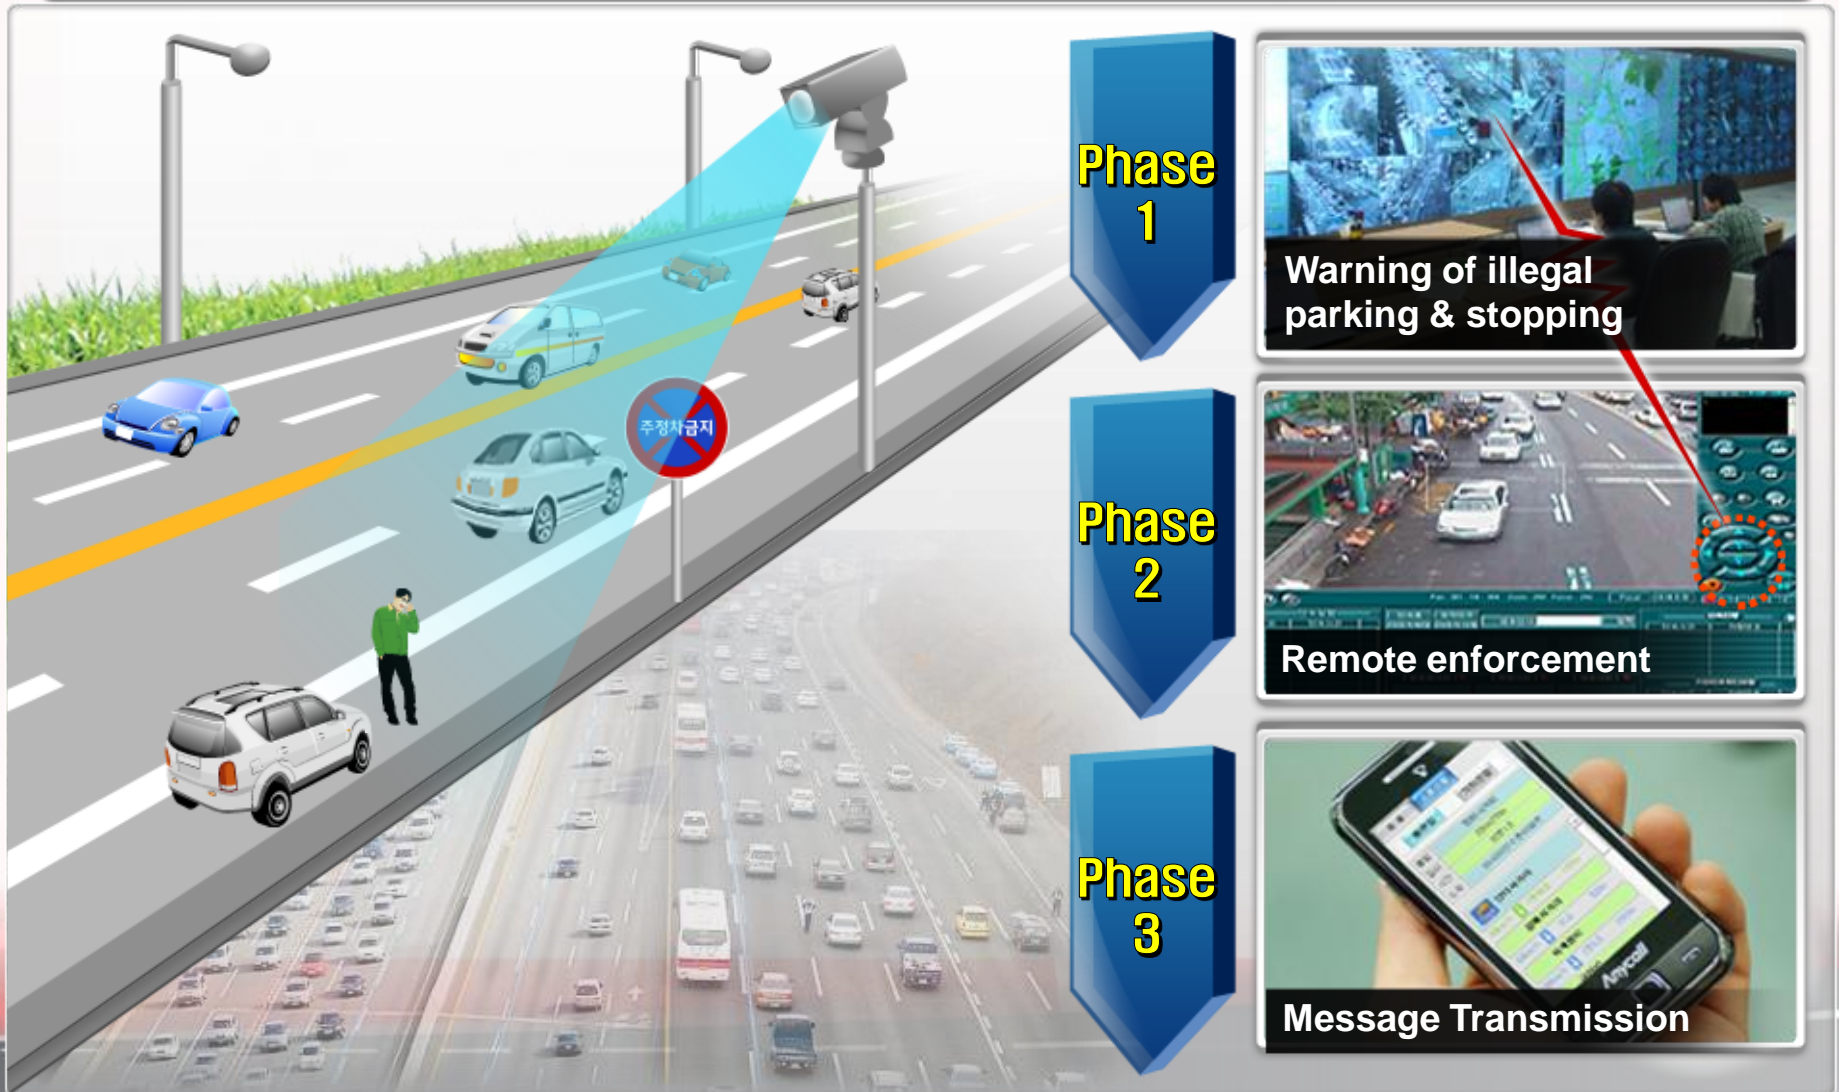 주정차금지
Phase
1
Warning of illegal
parking & stopping
Phase
2
Remote enforcement
Phase
3
Anycall
Message Transmission